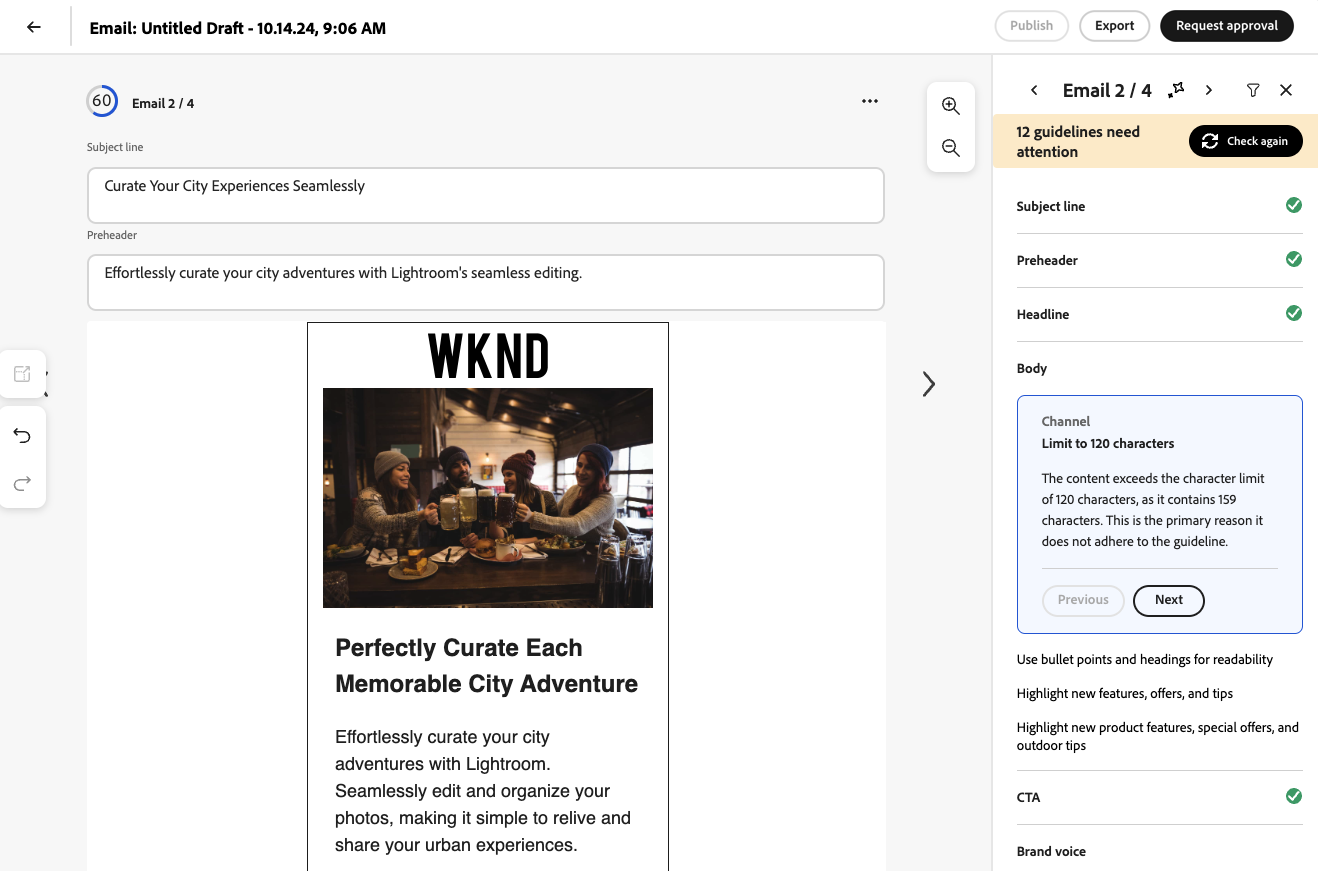 Email: Untitled Draft - 10.14.24, 9:06 AM
Publish
Export
Request approval
60
Email 2 / 4
Subject line
Curate Your City Experiences Seamlessly
Preheader
Effortlessly curate your city adventures with Lightroom's seamless editing.
WKND
Perfectly Curate Each
Memorable City Adventure
Effortlessly curate your city
adventures with Lightroom.
Seamlessly edit and organize your
photos, making it simple to relive and
share your urban experiences.
Email 2 / 4
12 guidelines need
attention
Check again
Subject line
Preheader
Headline
Body
Channel
Limit to 120 characters
The content exceeds the character limit
of 120 characters, as it contains 159
characters. This is the primary reason it
does not adhere to the guideline.
Previous
Next
Use bullet points and headings for readability
Highlight new features, offers, and tips
Highlight new product features, special offers, and
outdoor tips
CTA
Brand voice